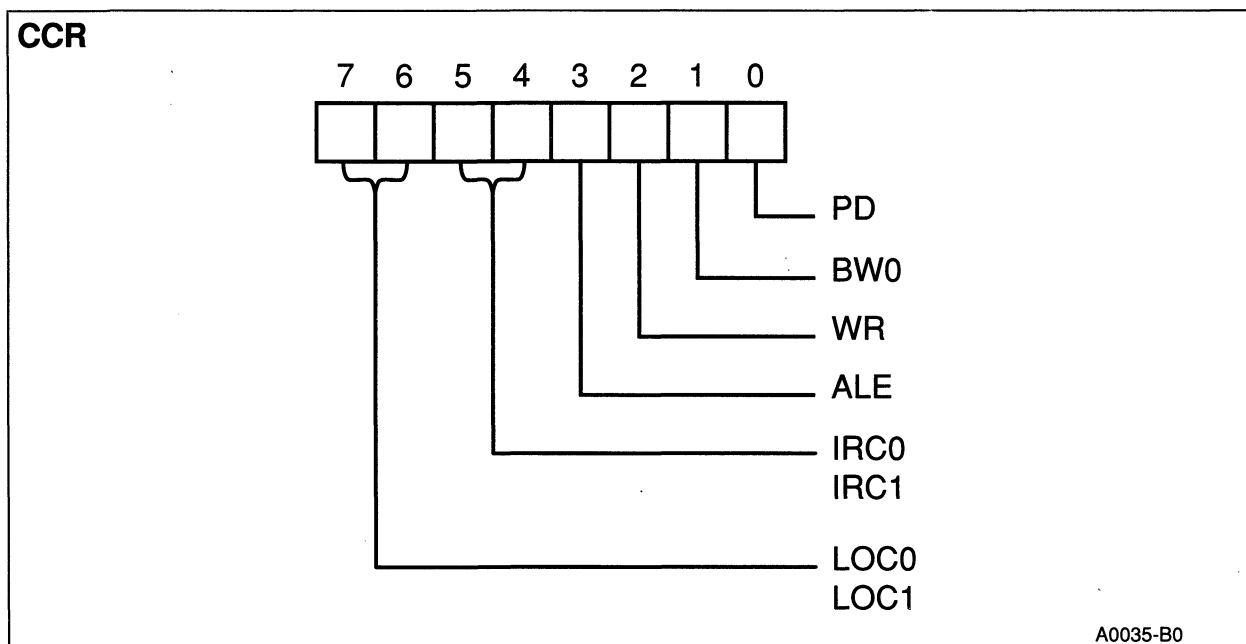 CCR
7 6 5 4 3 2 1 0
PD
BW0
WR
ALE
IRC0
IRC1
LOC0
LOC1
A0035-B0